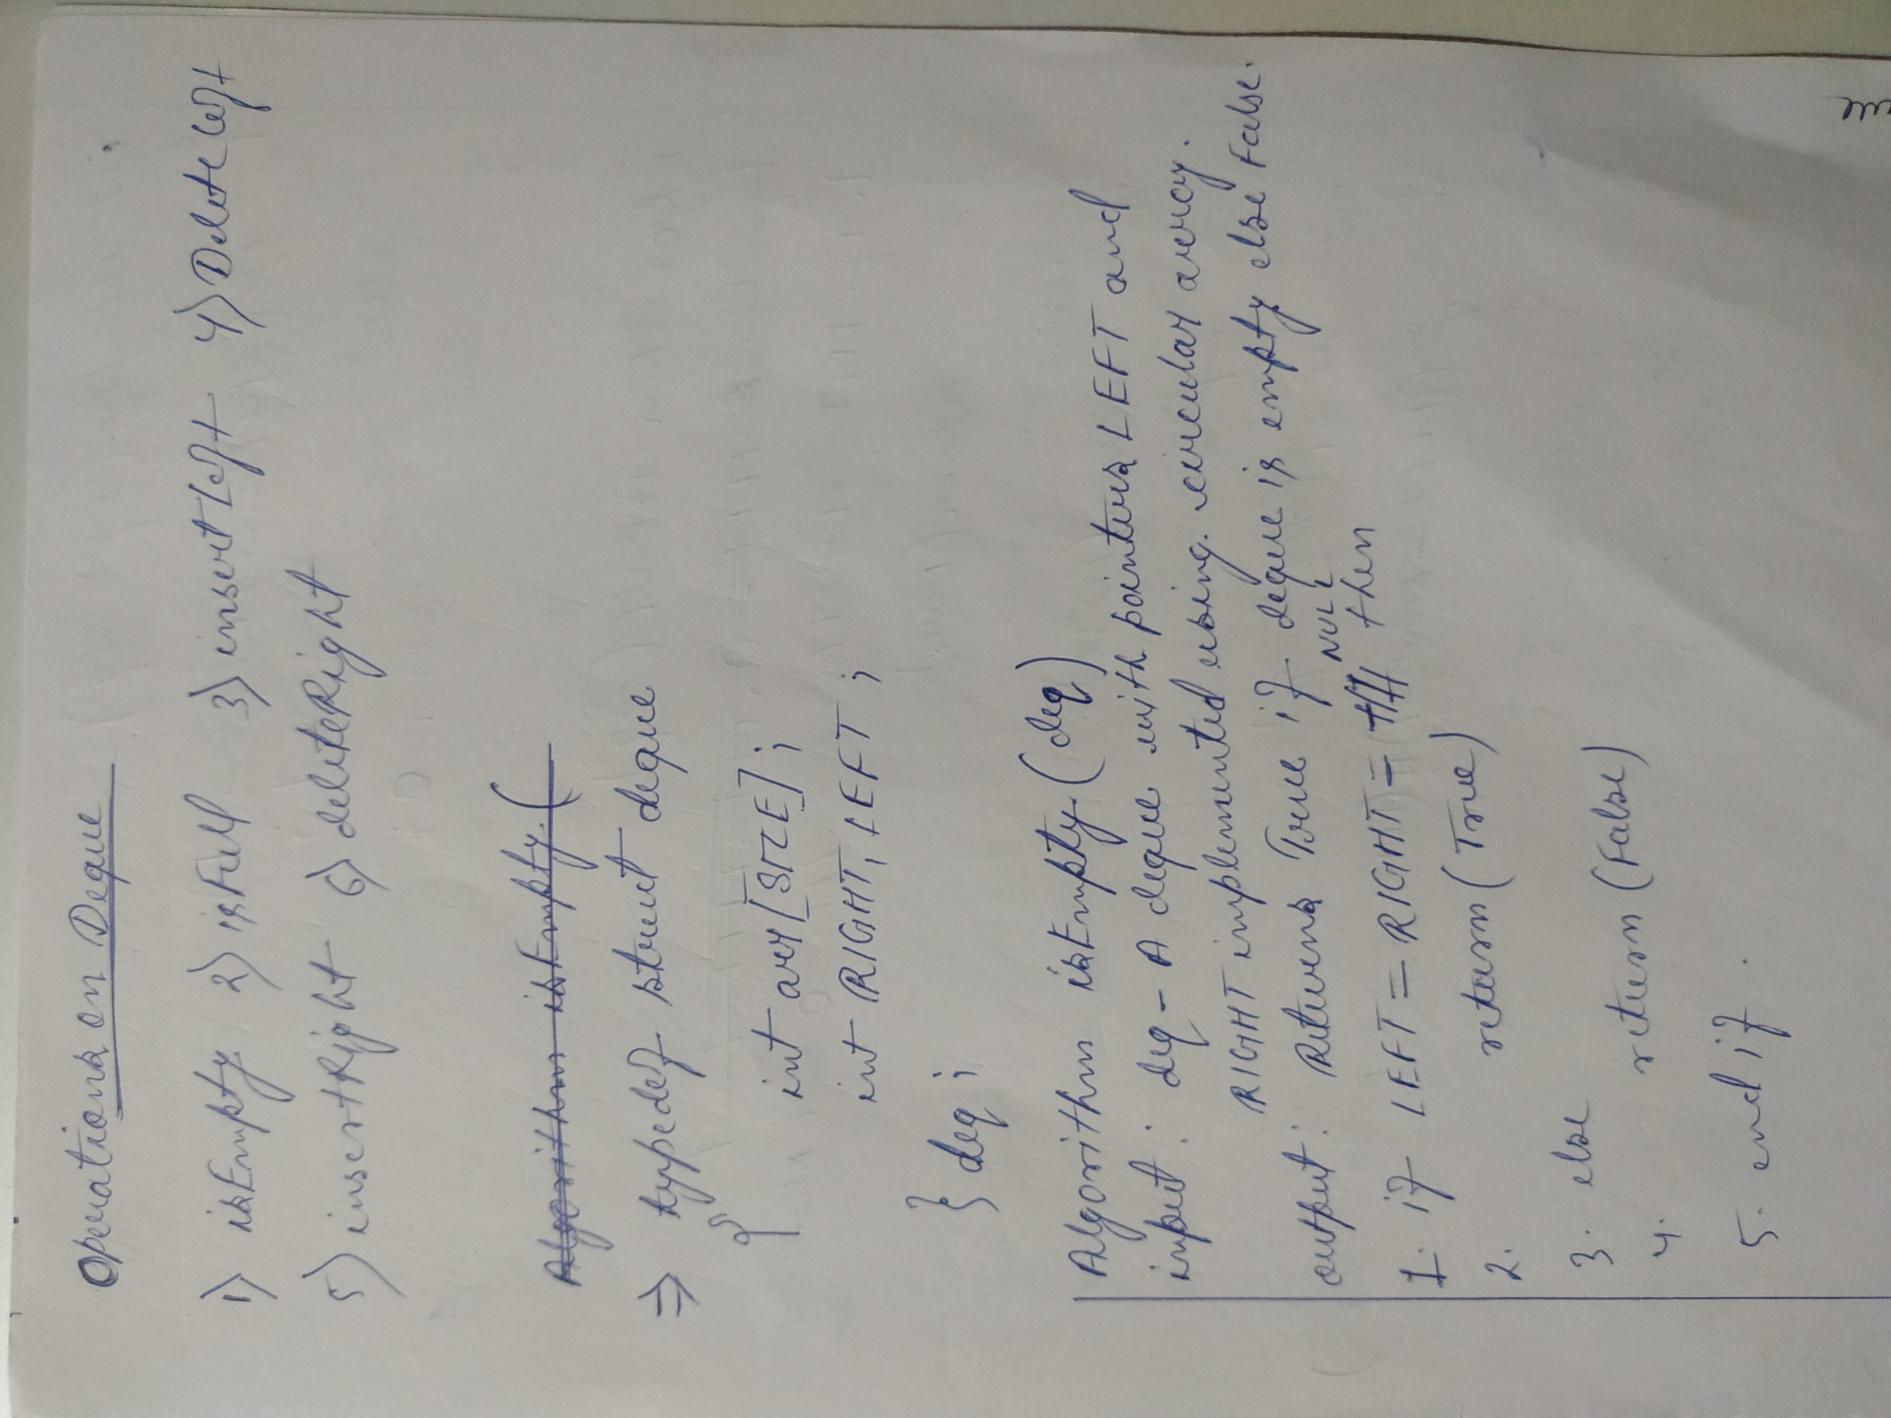 Operations on Deque
1) isEmpty 2) isFull 3) insertLeft 4) DeleteLeft
5) insertRight 6) deleteRight
Algorithm isEmpty (
=> typedef struct deque
{
int arr[SIZE];
int RIGHT, LEFT;
} deq;
Algorithm isEmpty (deq)
input: deq - A deque with pointers LEFT and
RIGHT implemented using circular array.
output: Returns True if deque is empty else False.
1. if LEFT = RIGHT = NULL then
2. return (True)
3. else
4. return (False)
5. end if.